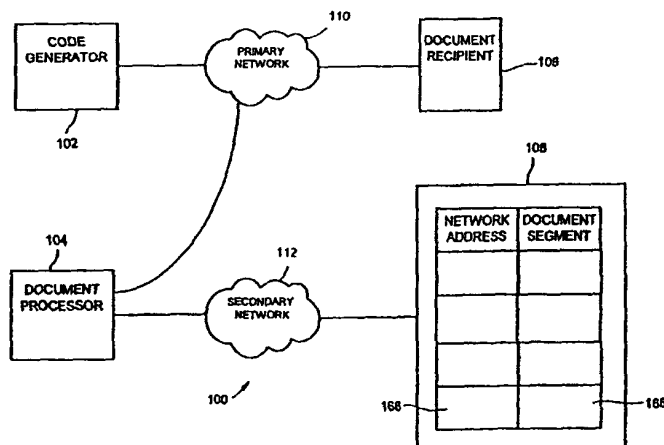 110
CODE
GENERATOR
PRIMARY
NETWORK
DOCUMENT
RECIPIENT
106
102
108
NETWORK
ADDRESS
DOCUMENT
SEGMENT
104
DOCUMENT
PROCESSOR
112
SECONDARY
NETWORK
100
168